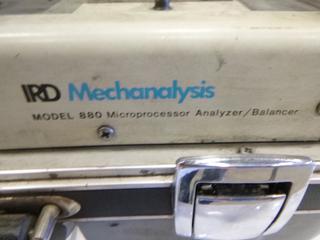 IRD Mechanalysis
MODEL 880 Microprocessor Analyzer/Balancer